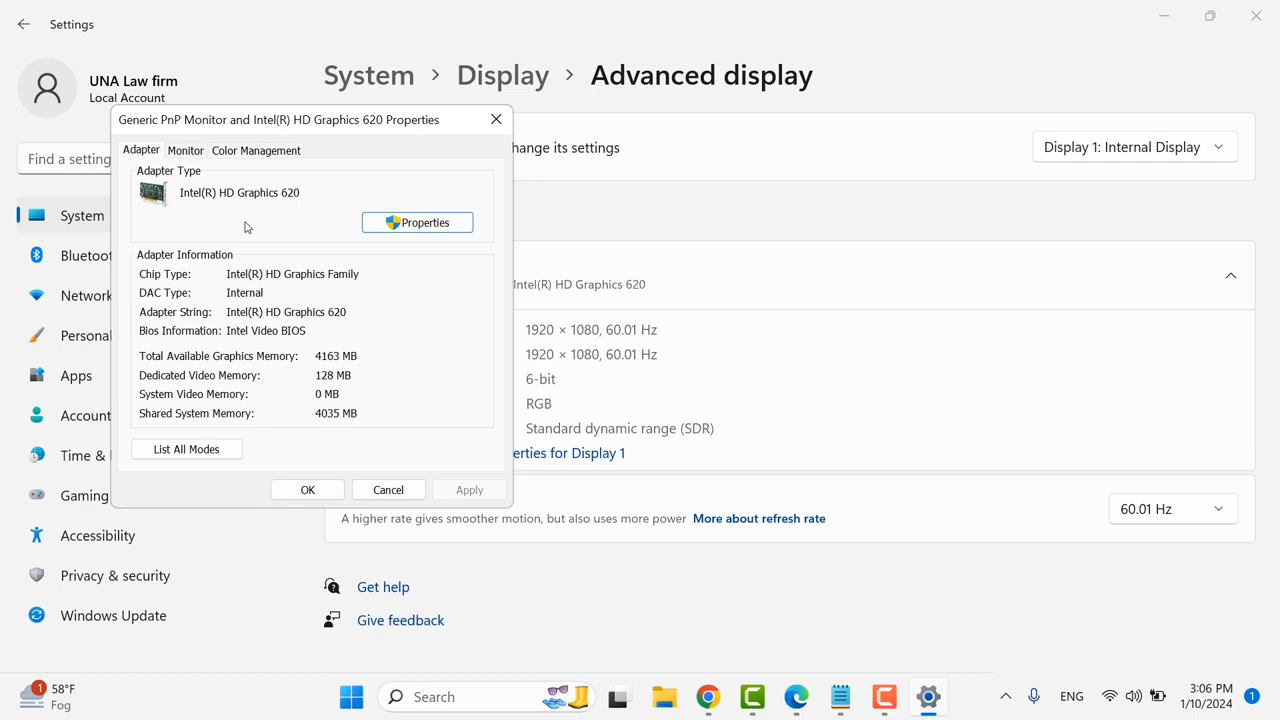 Settings
UNA Law firm
Local Account
Find a setting
System
Bluetoot
Network
Personal
Apps
Account
Time &
Gaming
Accessibility
Privacy & security
Windows Update
System > Display > Advanced display
hange its settings
Display 1: Internal Display
Intel(R) HD Graphics 620
1920 × 1080, 60.01 Hz
1920 × 1080, 60.01 Hz
6-bit
RGB
Standard dynamic range (SDR)
erties for Display 1
A higher rate gives smoother motion, but also uses more power More about refresh rate
60.01 Hz
Get help
Give feedback
Generic PnP Monitor and Intel(R) HD Graphics 620 Properties
Adapter Monitor Color Management
Adapter Type
Intel(R) HD Graphics 620
Properties
Adapter Information
Chip Type: Intel(R) HD Graphics Family
DAC Type: Internal
Adapter String: Intel(R) HD Graphics 620
Bios Information: Intel Video BIOS
Total Available Graphics Memory: 4163 MB
Dedicated Video Memory: 128 MB
System Video Memory: 0 MB
Shared System Memory: 4035 MB
List All Modes
OK Cancel Apply
1
58°F
Fog
Search
ENG
3:06 PM
1/10/2024
1